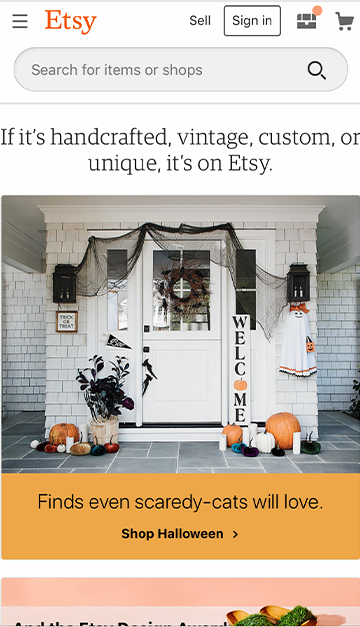 Etsy
Sell
Sign in
Search for items or shops
If it's handcrafted, vintage, custom, or
unique, it's on Etsy.
TRICK
OR
TREAT
WELCOME
Finds even scaredy-cats will love.
Shop Halloween >
And the Etsy Design Award